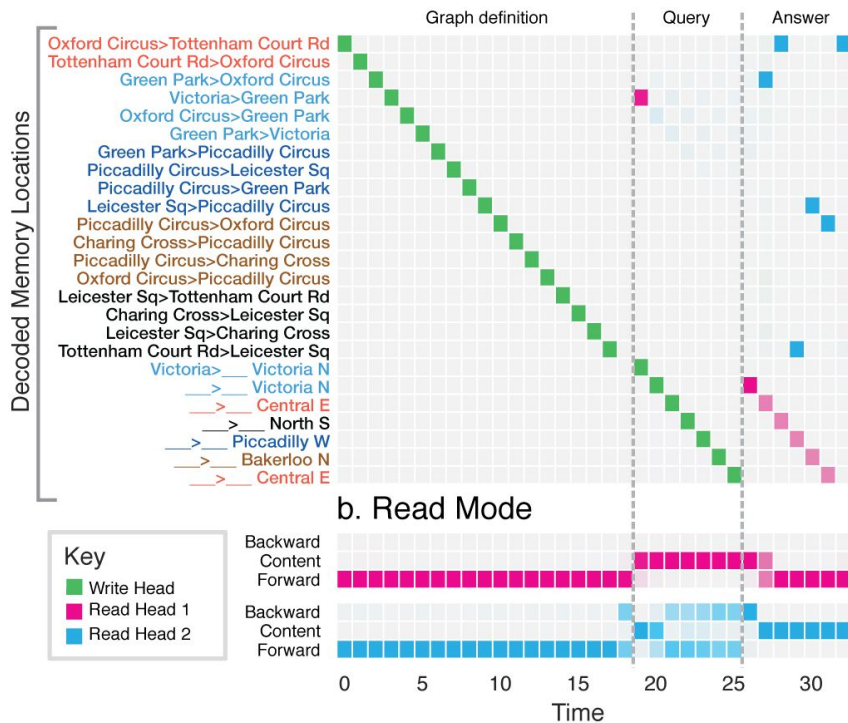 Graph definition Query Answer
Decoded Memory Locations
Oxford Circus>Tottenham Court Rd
Tottenham Court Rd>Oxford Circus
Green Park>Oxford Circus
Victoria>Green Park
Oxford Circus>Green Park
Green Park>Victoria
Green Park>Piccadilly Circus
Piccadilly Circus>Leicester Sq
Piccadilly Circus>Green Park
Leicester Sq>Piccadilly Circus
Piccadilly Circus>Oxford Circus
Charing Cross>Piccadilly Circus
Piccadilly Circus>Charing Cross
Oxford Circus>Piccadilly Circus
Leicester Sq>Tottenham Court Rd
Charing Cross>Leicester Sq
Leicester Sq>Charing Cross
Tottenham Court Rd>Leicester Sq
Victoria>___ Victoria N
___>___ Victoria N
___>___ Central E
___>___ North S
___>___ Piccadilly W
___>___ Bakerloo N
___>___ Central E
b. Read Mode
Key
Write Head
Read Head 1
Read Head 2
Backward
Content
Forward
Backward
Content
Forward
0 5 10 15 20 25 30
Time